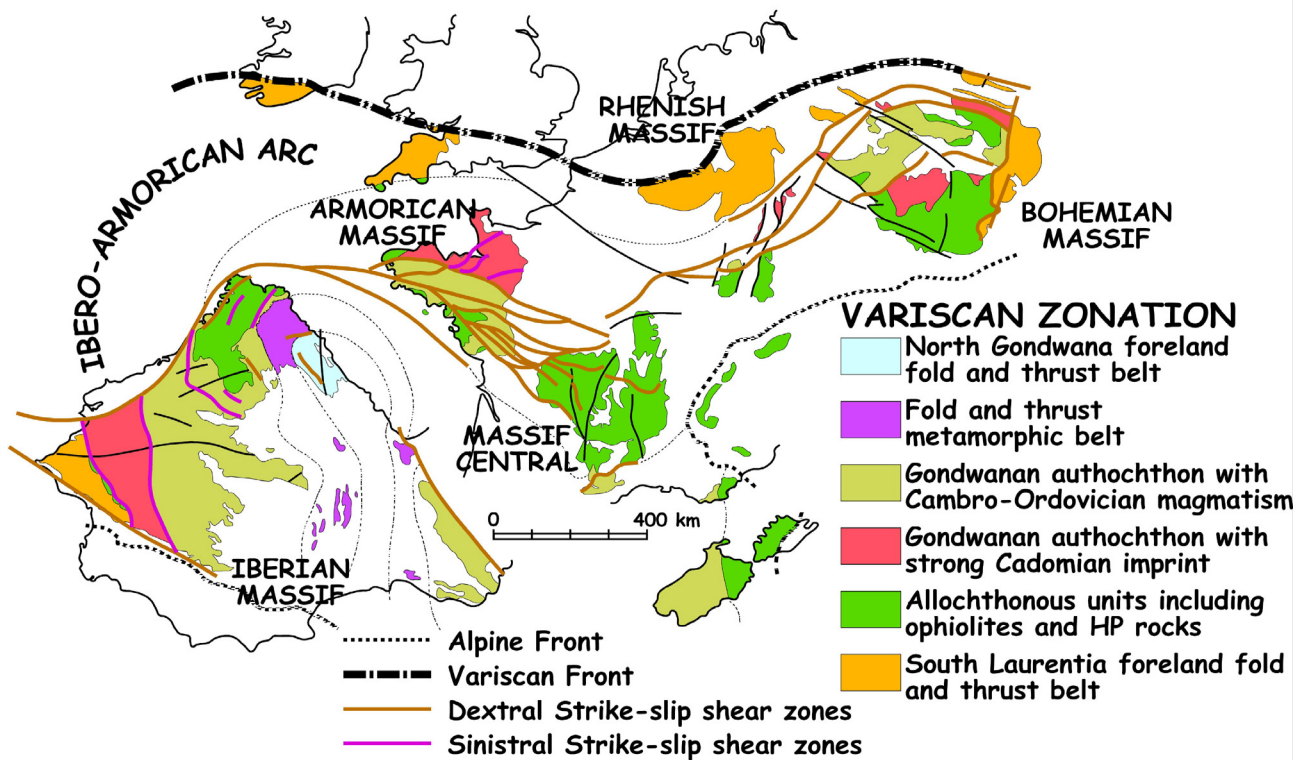 RHENISH
MASSIF
IBERO-ARMORICAN ARC
ARMORICAN
MASSIF
BOHEMIAN
MASSIF
MASSIF
CENTRAL
IBERIAN
MASSIF
0 400 km
VARISCAN ZONATION
North Gondwana foreland
fold and thrust belt
Fold and thrust
metamorphic belt
Gondwanan authochthon with
Cambro-Ordovician magmatism
Gondwanan authochthon with
strong Cadomian imprint
Allochthonous units including
ophiolites and HP rocks
South Laurentia foreland fold
and thrust belt
Alpine Front
Variscan Front
Dextral Strike-slip shear zones
Sinistral Strike-slip shear zones